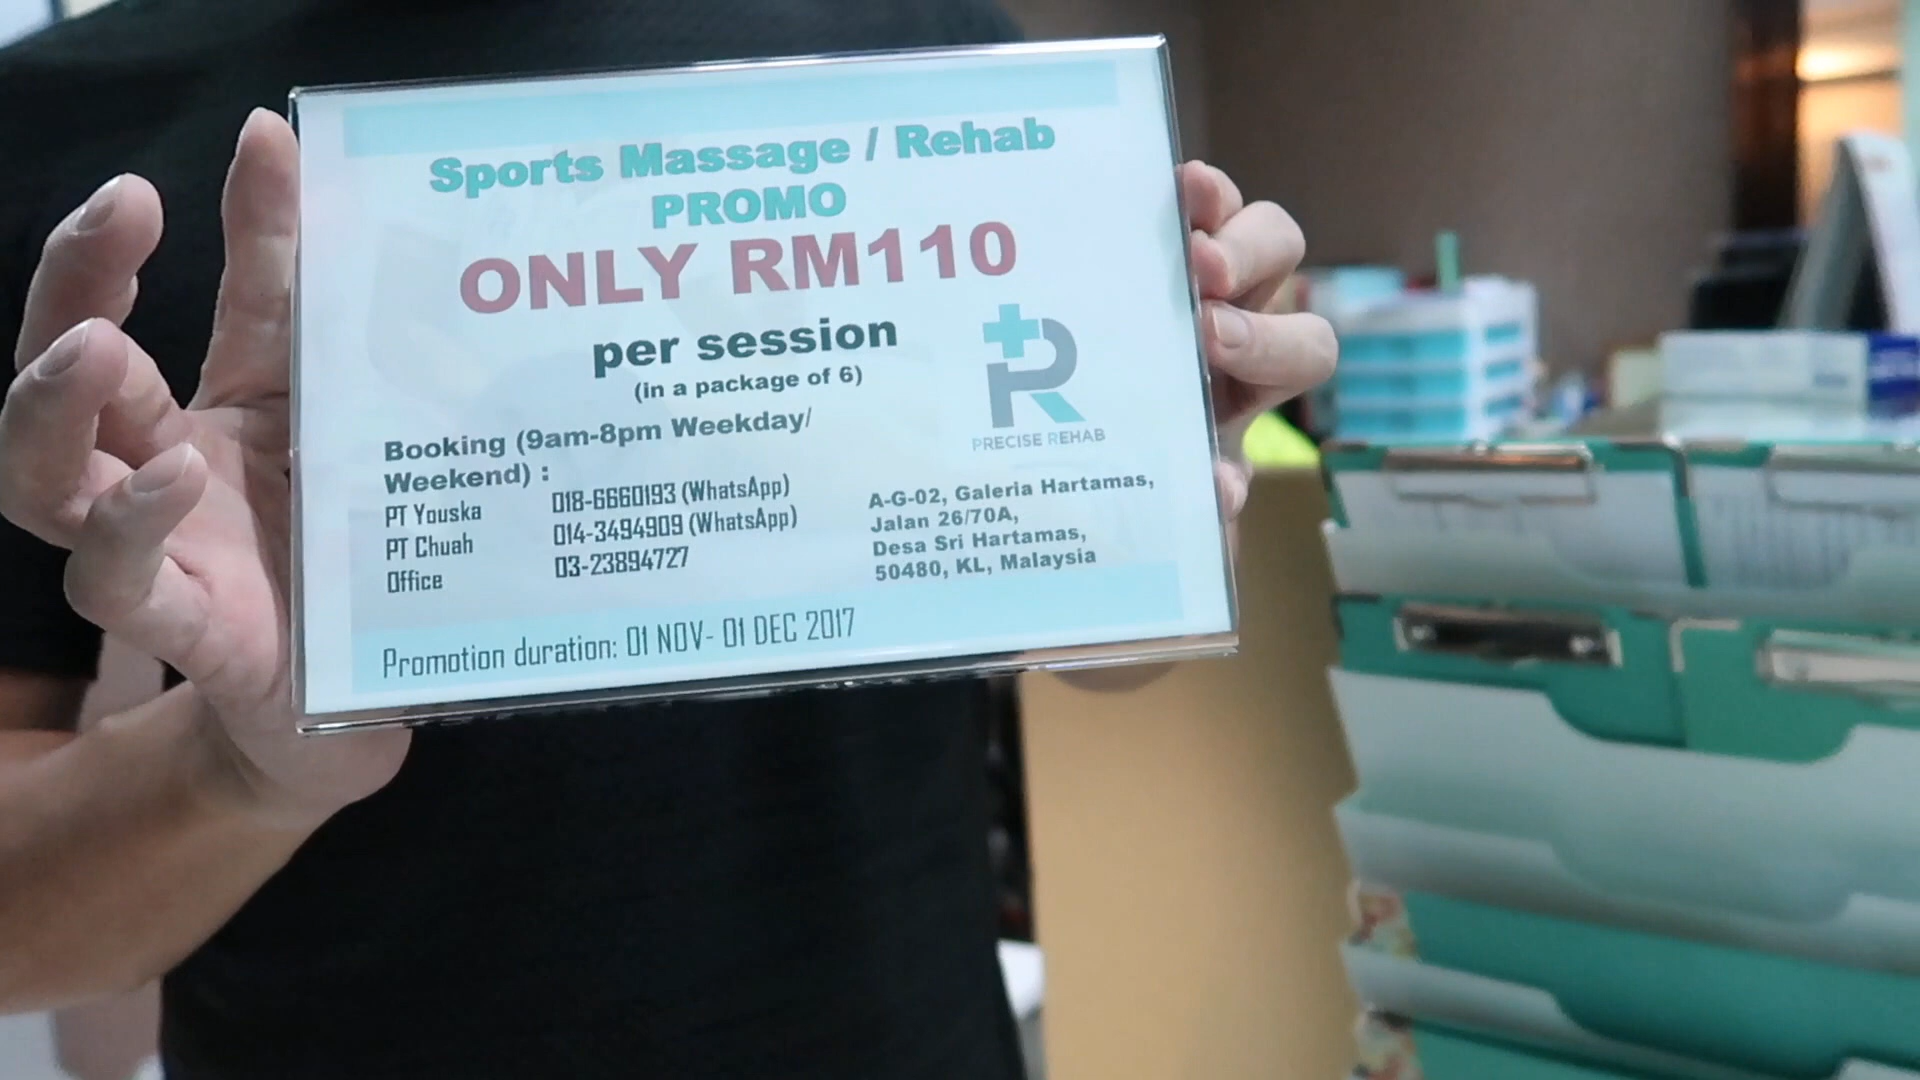 Sports Massage / Rehab
PROMO
ONLY RM110
per session
(in a package of 6)
PRECISE REHAB
Booking (9am-8pm Weekday/
Weekend) :
PT Youska 018-6660193 (WhatsApp)
PT Chuah 014-3494909 (WhatsApp)
Office 03-23894727
A-G-02, Galeria Hartamas,
Jalan 26/70A,
Desa Sri Hartamas,
50480, KL, Malaysia
Promotion duration: 01 NOV- 01 DEC 2017